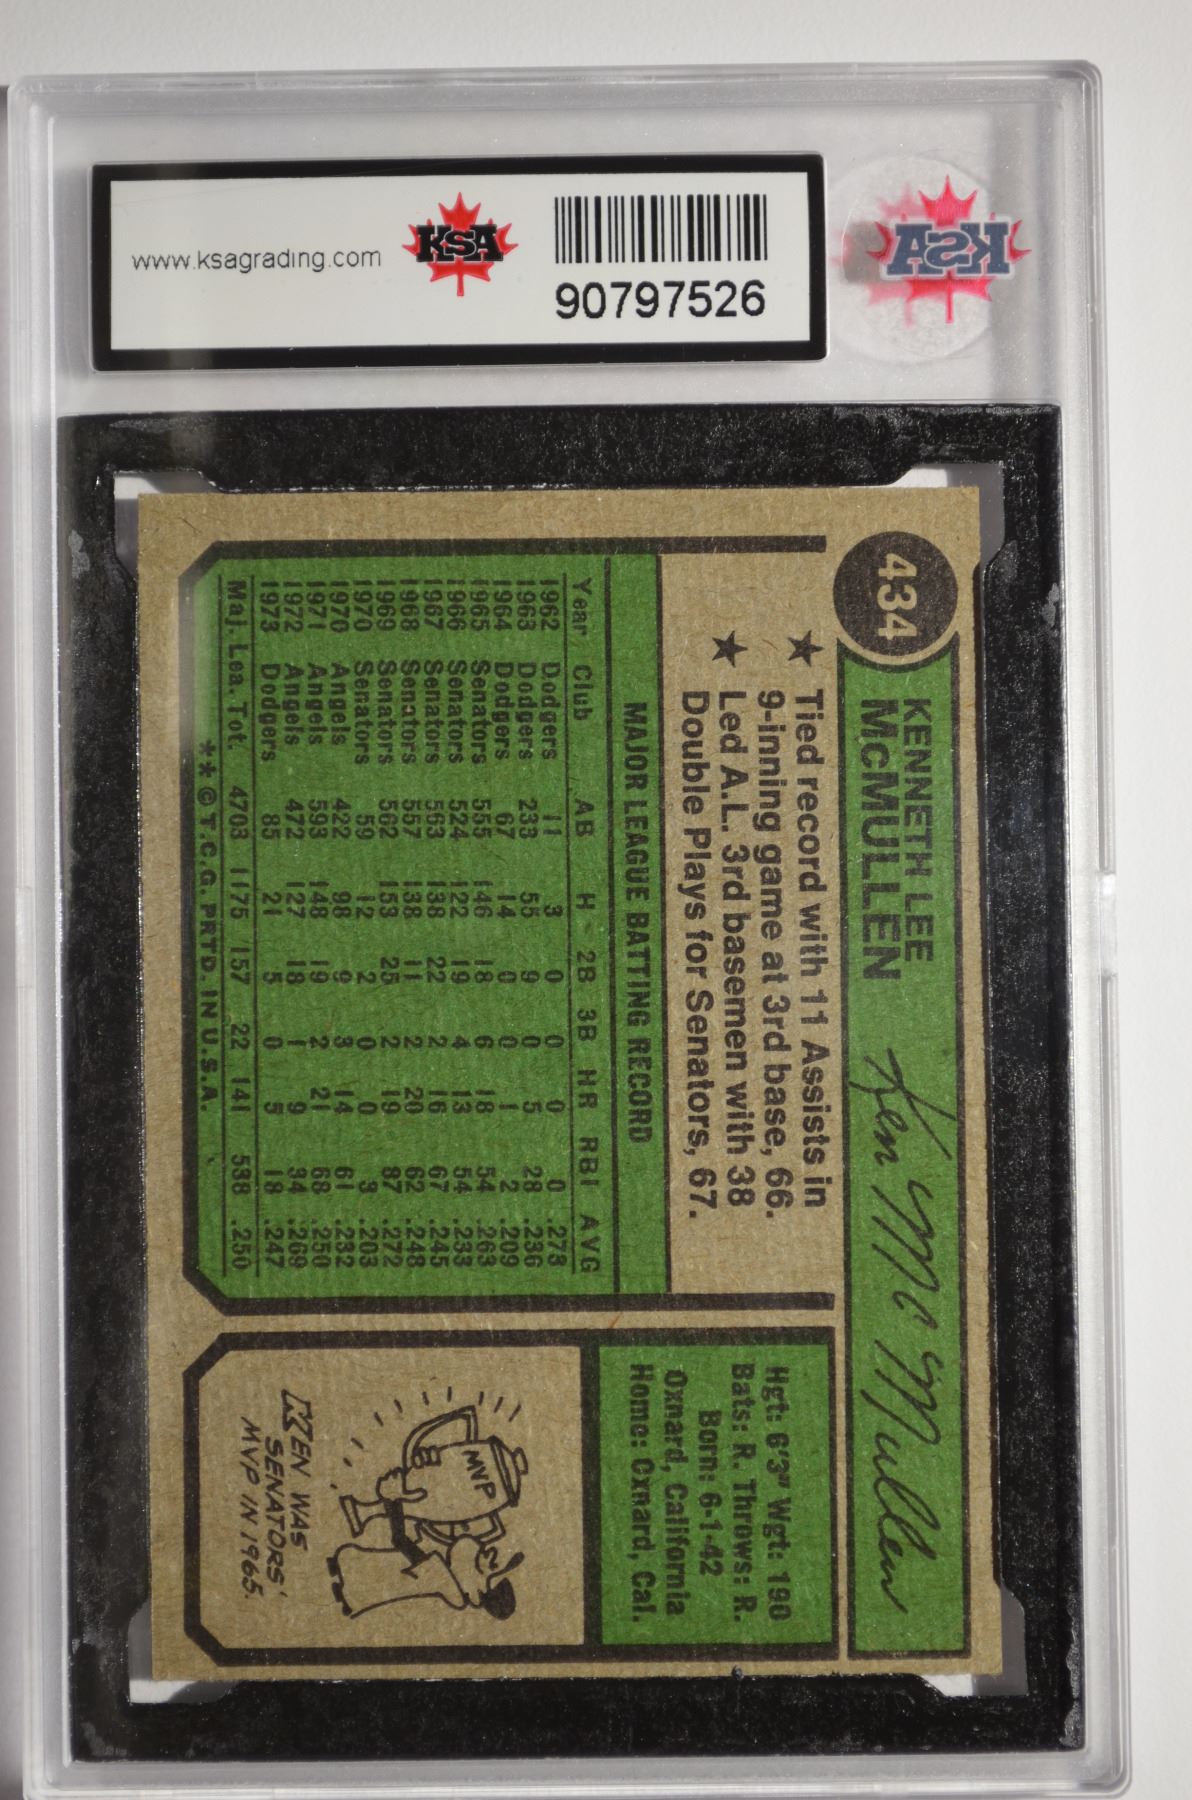 www.ksagrading.com
KSA
90797526
KSA
434
KENNETH LEE
McMULLEN
Ken McMullen
★ Tied record with 11 Assists in
9-inning game at 3rd base, 66.
★ Led A.L. 3rd basemen with 38
Double Plays for Senators, 67.
MAJOR LEAGUE BATTING RECORD
Year Club AB H 2B 3B HR RBI AVG
1962 Dodgers 11 3 0 0 0 0 .273
1963 Dodgers 233 55 9 0 5 28 .236
1964 Dodgers 67 14 0 0 1 2 .209
1965 Senators 555 146 18 6 18 54 .263
1966 Senators 524 122 19 4 13 54 .233
1967 Senators 563 138 22 2 16 67 .245
1968 Senators 557 138 11 2 20 62 .248
1969 Senators 562 153 25 2 19 87 .272
1970 Senators 59 12 2 0 0 3 .203
1970 Angels 422 98 9 3 14 61 .232
1971 Angels 593 148 19 2 21 68 .250
1972 Angels 472 127 18 1 9 34 .269
1973 Dodgers 85 21 5 0 5 18 .247
Maj. Lea. Tot. 4703 1175 157 22 141 538 .250
** © T.C.G. PRTD. IN U.S.A.
Hgt: 6'3" Wgt: 190
Bats: R. Throws: R.
Born: 6-1-42
Oxnard, California
Home: Oxnard, Cal.
MVP
KEN WAS
SENATORS'
MVP IN 1965.